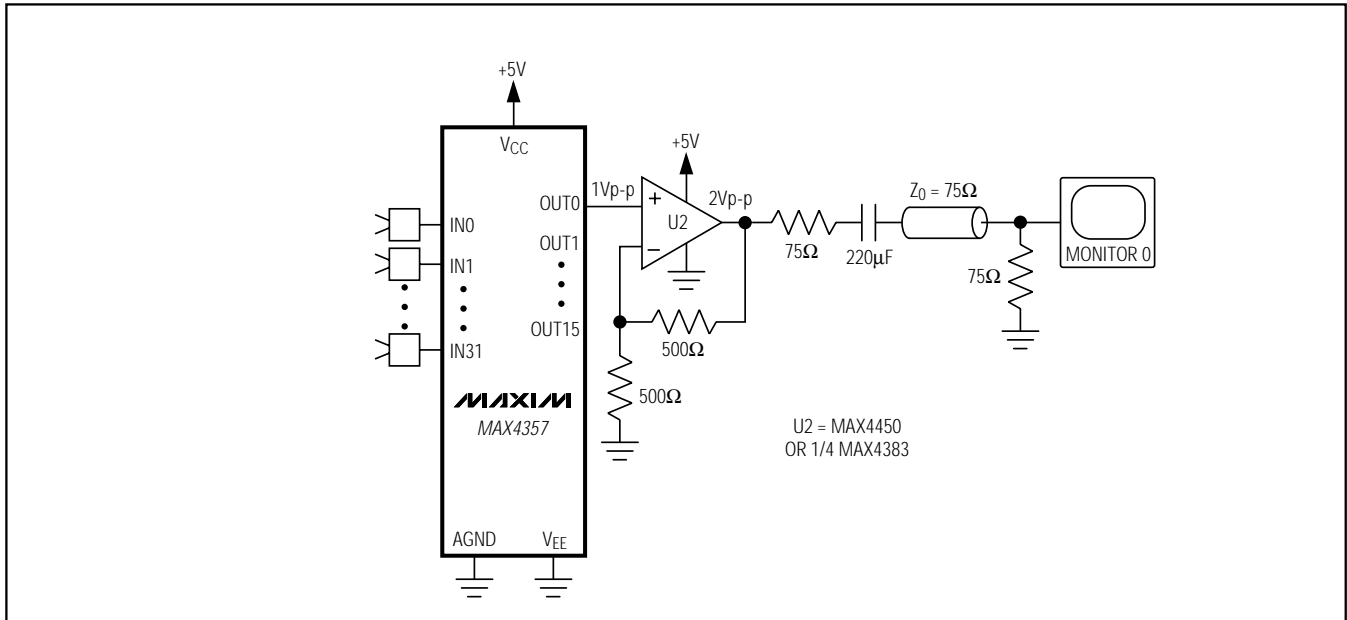 +5V
VCC
IN0
IN1
IN31
OUT0
OUT1
OUT15
MAXIM
MAX4357
AGND
VEE
1Vp-p
+5V
+
−
U2
2Vp-p
500Ω
500Ω
75Ω
220µF
Z0 = 75Ω
75Ω
MONITOR 0
U2 = MAX4450
OR 1/4 MAX4383